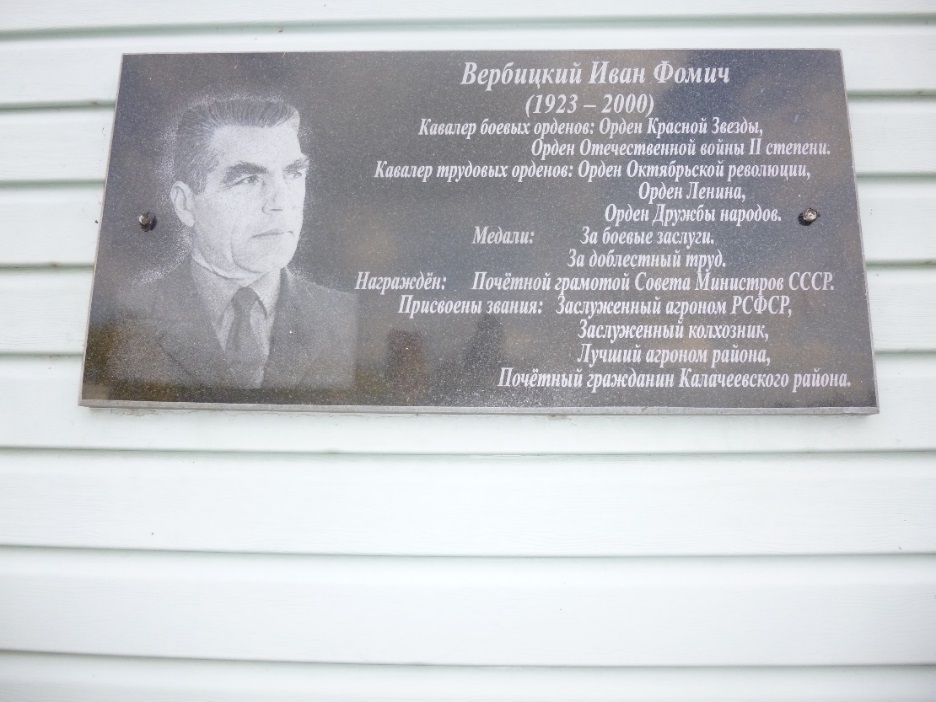 Вербицкий Иван Фомич
(1923 – 2000)
Кавалер боевых орденов: Орден Красной Звезды,
Орден Отечественной войны II степени.
Кавалер трудовых орденов: Орден Октябрьской революции,
Орден Ленина,
Орден Дружбы народов.
Медали: За боевые заслуги.
За доблестный труд.
Награждён: Почётной грамотой Совета Министров СССР.
Присвоены звания: Заслуженный агроном РСФСР,
Заслуженный колхозник,
Лучший агроном района,
Почётный гражданин Калачеевского района.